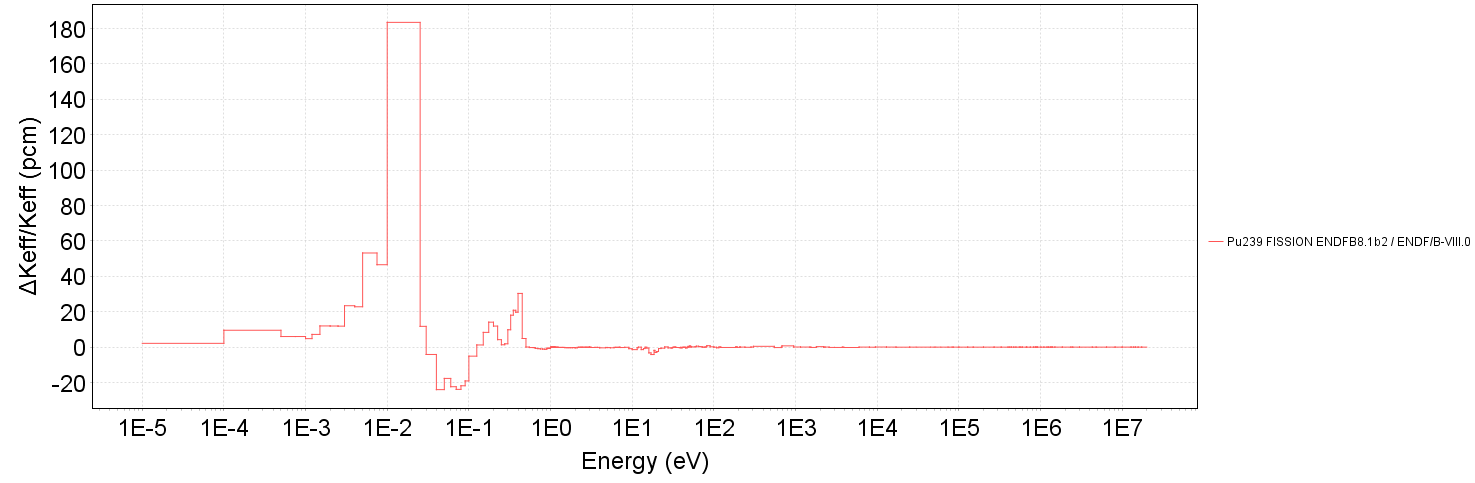 180
160
140
120
100
80
60
40
20
0
-20
ΔKeff/Keff (pcm)
1E-5 1E-4 1E-3 1E-2 1E-1 1E0 1E1 1E2 1E3 1E4 1E5 1E6 1E7
Energy (eV)
Pu239 FISSION ENDFB8.1b2 / ENDF/B-VIII.0